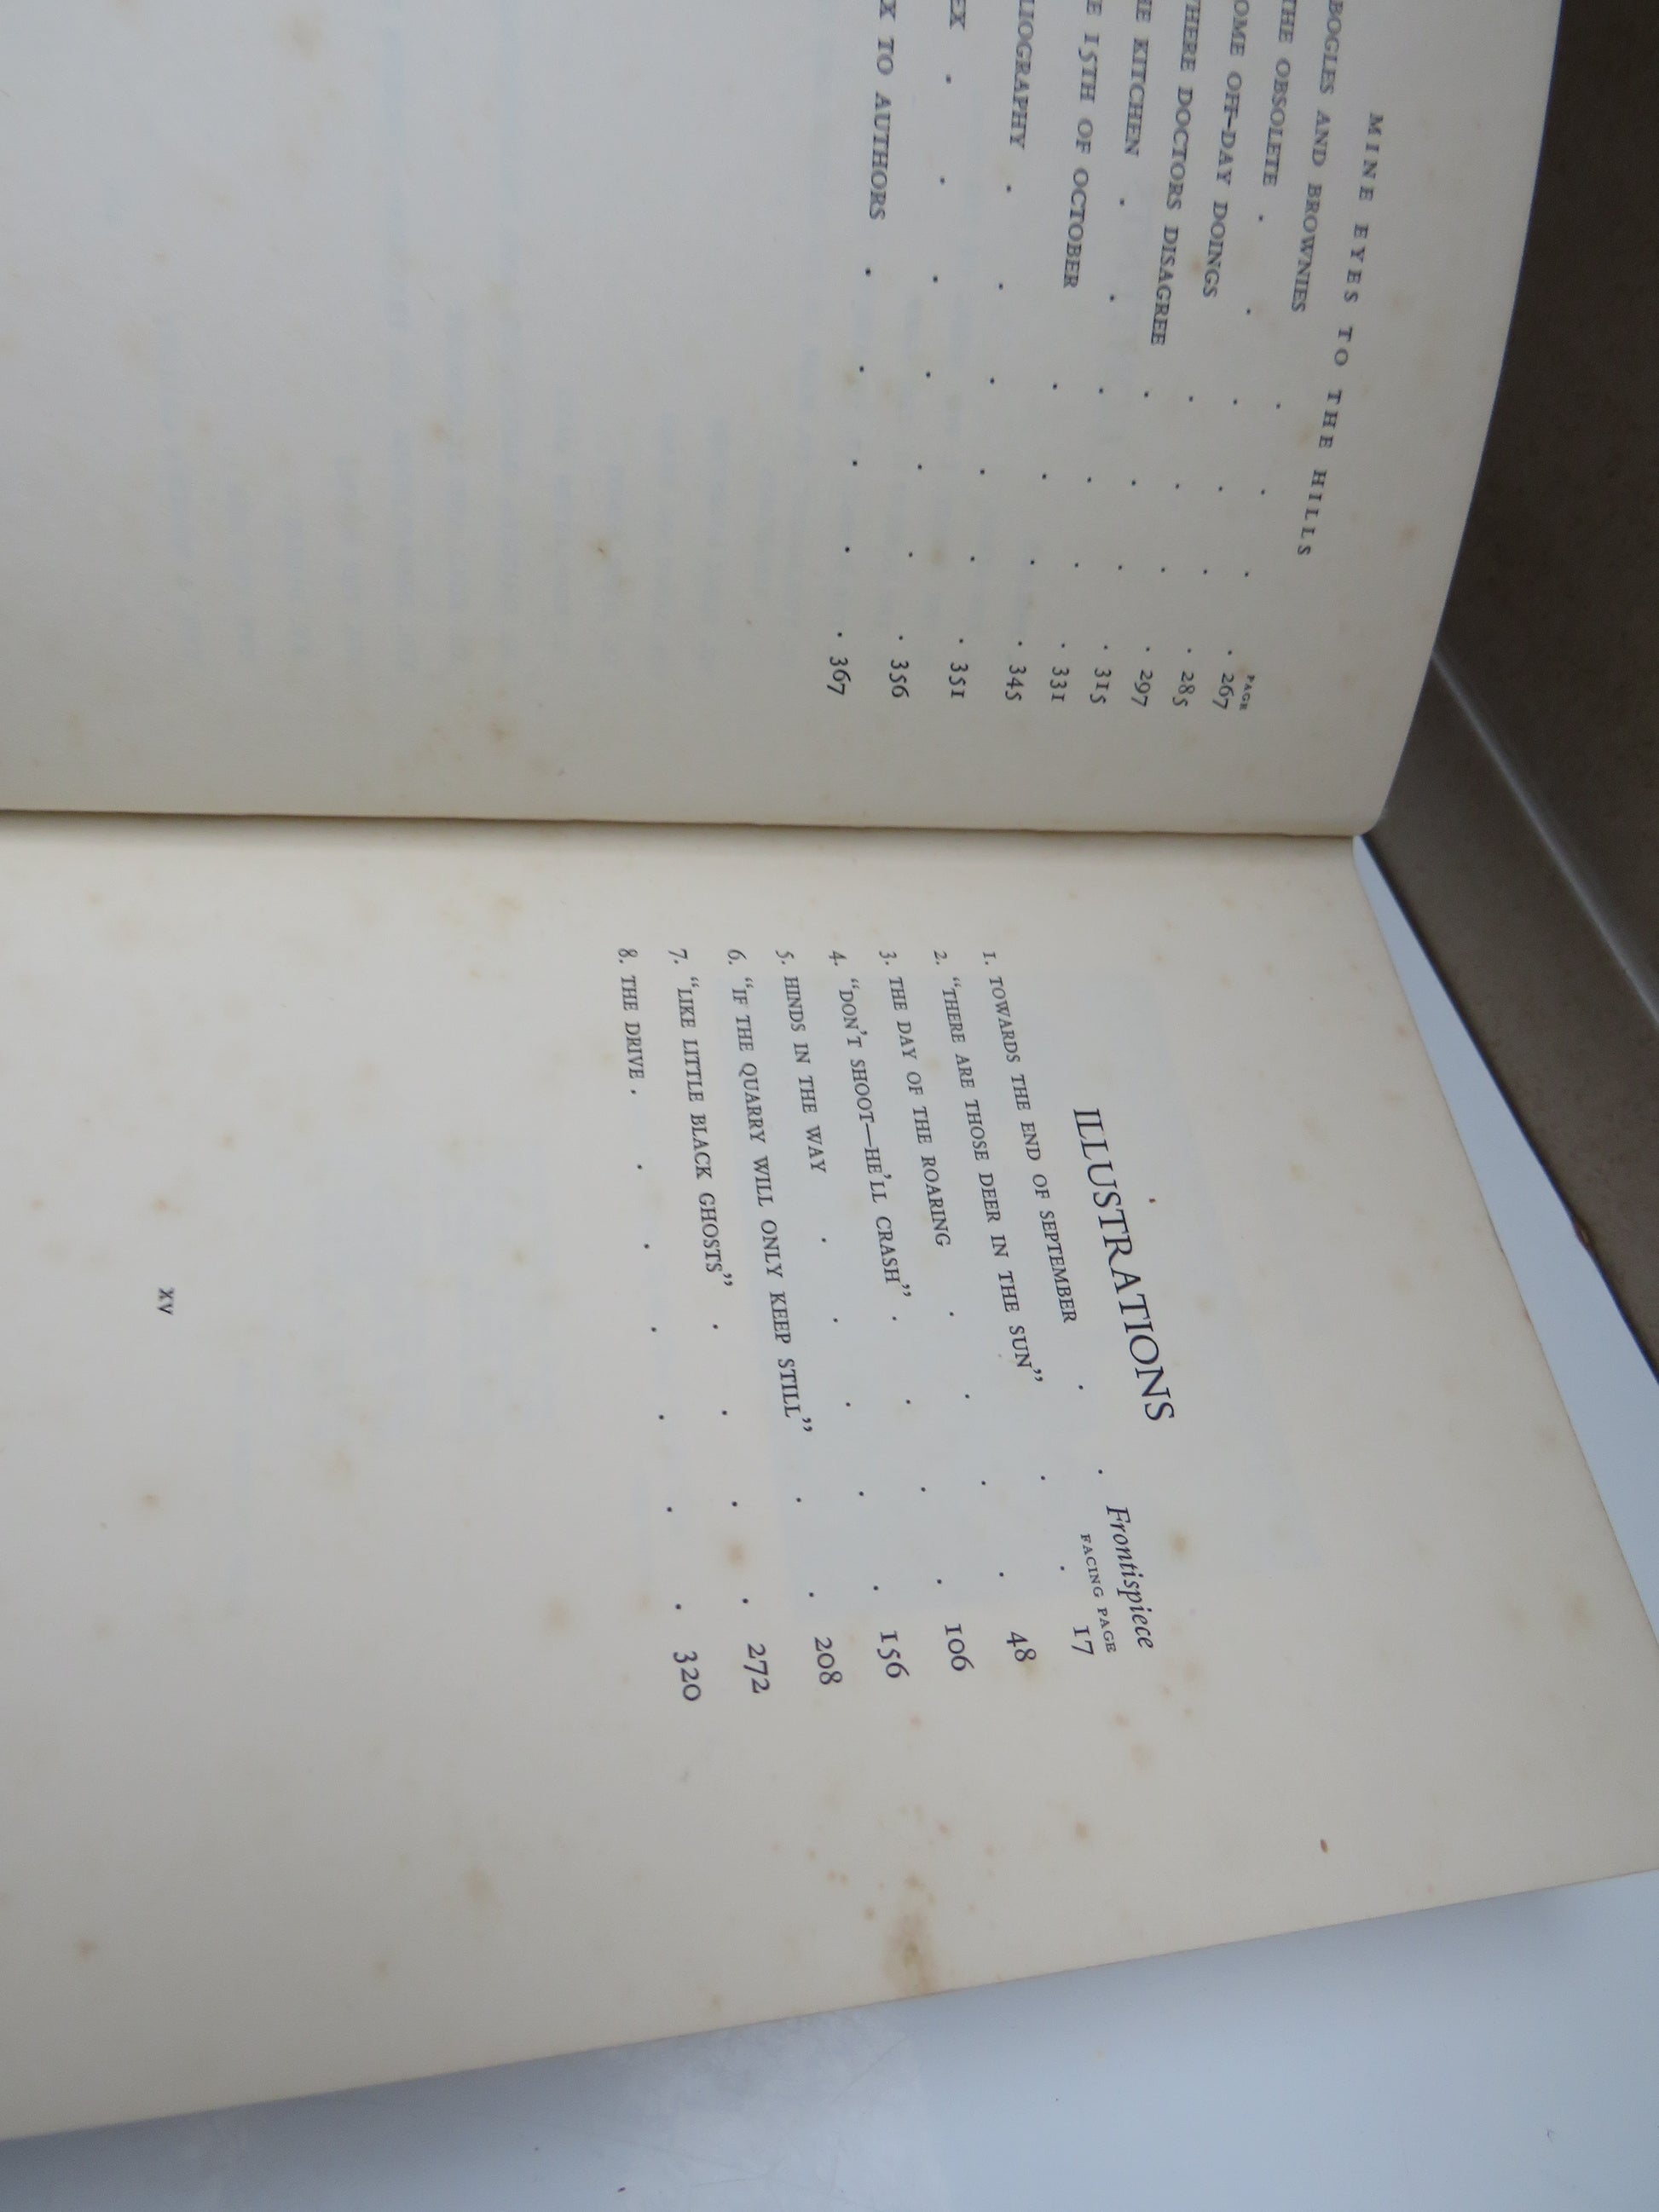 MINE EYES TO THE HILLS
PAGE
BOGLES AND BROWNIES . . . . 267
THE OBSOLETE . . . . . . 285
OME OFF-DAY DOINGS . . . . 297
HERE DOCTORS DISAGREE . . . . 315
HE KITCHEN . . . . . . 331
E 15TH OF OCTOBER . . . . 345
LIOGRAPHY . . . . . . 351
EX . . . . . . . 356
X TO AUTHORS . . . . . 367
ILLUSTRATIONS
1. TOWARDS THE END OF SEPTEMBER . . Frontispiece
FACING PAGE
2. "THERE ARE THOSE DEER IN THE SUN" . . 17
3. THE DAY OF THE ROARING . . . . 48
4. "DON'T SHOOT—HE'LL CRASH" . . . . 106
5. HINDS IN THE WAY . . . . . 156
6. "IF THE QUARRY WILL ONLY KEEP STILL" . . 208
7. "LIKE LITTLE BLACK GHOSTS" . . . . 272
8. THE DRIVE . . . . . . . 320
xv